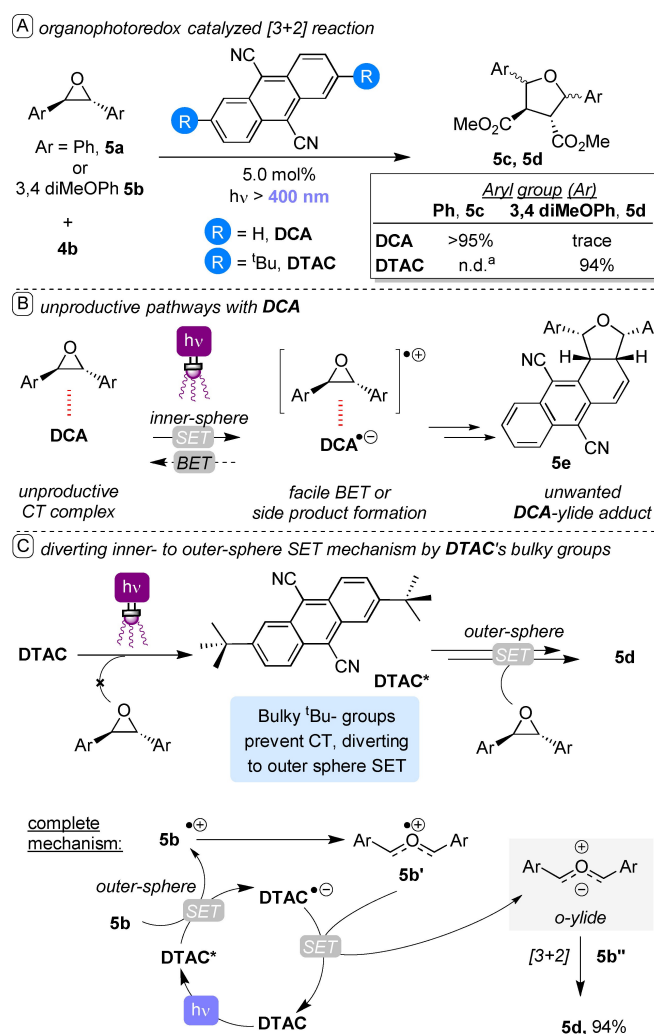 A organophotoredox catalyzed [3+2] reaction
O
Ar Ar
Ar = Ph, 5a
or
3,4 diMeOPh 5b
+
4b
NC
R
R
CN
5.0 mol%
hν > 400 nm
R = H, DCA
R = tBu, DTAC
Ar O
Ar
MeO2C CO2Me
5c, 5d
Aryl group (Ar)
Ph, 5c 3,4 diMeOPh, 5d
DCA >95% trace
DTAC n.d.a 94%
B unproductive pathways with DCA
O
Ar Ar
DCA
unproductive
CT complex
hν
inner-sphere
SET
BET
•⊕
O
Ar Ar
DCA•⊖
facile BET or
side product formation
Ar O Ar
NC H H
CN
5e
unwanted
DCA-ylide adduct
C diverting inner- to outer-sphere SET mechanism by DTAC's bulky groups
hν
DTAC
x
O
Ar Ar
NC
CN
DTAC*
Bulky tBu- groups
prevent CT, diverting
to outer sphere SET
outer-sphere
SET
5d
O
Ar Ar
complete
mechanism:
5b•⊕
•⊕
Ar O Ar
5b'
outer-sphere
5b
SET
DTAC•⊖
SET
DTAC*
hν
DTAC
⊕
Ar O Ar
⊖
o-ylide
[3+2] 5b''
5d, 94%